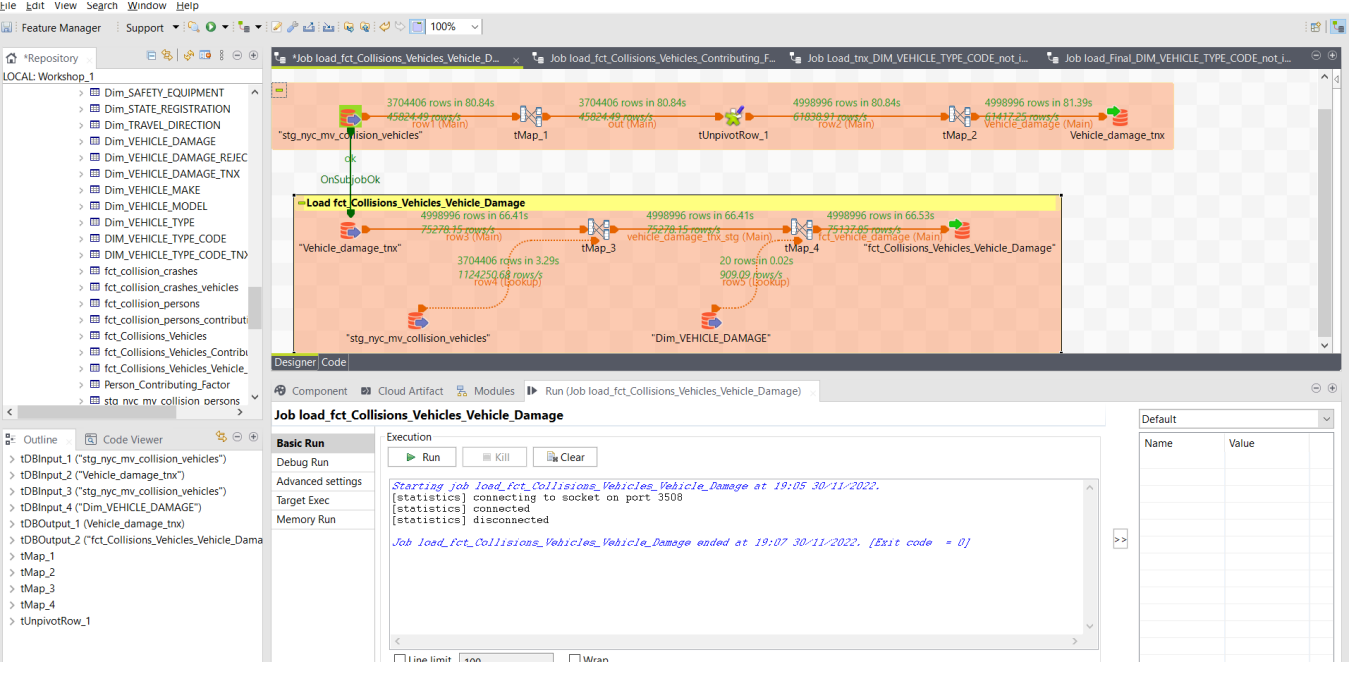 File Edit View Search Window Help
Feature Manager Support 100%
*Repository
LOCAL: Workshop_1
Dim_SAFETY_EQUIPMENT
Dim_STATE_REGISTRATION
Dim_TRAVEL_DIRECTION
Dim_VEHICLE_DAMAGE
Dim_VEHICLE_DAMAGE_REJEC
Dim_VEHICLE_DAMAGE_TNX
Dim_VEHICLE_MAKE
Dim_VEHICLE_MODEL
Dim_VEHICLE_TYPE
DIM_VEHICLE_TYPE_CODE
DIM_VEHICLE_TYPE_CODE_TNX
fct_collision_crashes
fct_collision_crashes_vehicles
fct_collision_persons
fct_collision_persons_contributi
fct_Collisions_Vehicles
fct_Collisions_Vehicles_Contribu
fct_Collisions_Vehicles_Vehicle_
Person_Contributing_Factor
stg_nyc_mv_collision_persons
Outline Code Viewer
tDBInput_1 ("stg_nyc_mv_collision_vehicles")
tDBInput_2 ("Vehicle_damage_tnx")
tDBInput_3 ("stg_nyc_mv_collision_vehicles")
tDBInput_4 ("Dim_VEHICLE_DAMAGE")
tDBOutput_1 (Vehicle_damage_tnx)
tDBOutput_2 ("fct_Collisions_Vehicles_Vehicle_Dama
tMap_1
tMap_2
tMap_3
tMap_4
tUnpivotRow_1
*Job load_fct_Collisions_Vehicles_Vehicle_D... Job load_fct_Collisions_Vehicles_Contributing_F... Job Load_tnx_DIM_VEHICLE_TYPE_CODE_not_i... Job load_Final_DIM_VEHICLE_TYPE_CODE_not_i...
3704406 rows in 80.84s 3704406 rows in 80.84s 4998996 rows in 80.84s 4998996 rows in 81.39s
45824.49 rows/s 45824.49 rows/s 61838.91 rows/s 61417.25 rows/s
row1 (Main) out (Main) row2 (Main) vehicle_damage (Main)
"stg_nyc_mv_collision_vehicles" tMap_1 tUnpivotRow_1 tMap_2 Vehicle_damage_tnx
ok
OnSubjobOk
Load fct_Collisions_Vehicles_Vehicle_Damage
4998996 rows in 66.41s 4998996 rows in 66.41s 4998996 rows in 66.53s
75278.15 rows/s 75278.15 rows/s 75137.85 rows/s
row3 (Main) vehicle_damage_tnx_stg (Main) fct_vehicle_damage (Main)
"Vehicle_damage_tnx" tMap_3 tMap_4 "fct_Collisions_Vehicles_Vehicle_Damage"
3704406 rows in 3.29s 20 rows in 0.02s
1124250.68 rows/s 909.09 rows/s
row4 (Lookup) row5 (Lookup)
"stg_nyc_mv_collision_vehicles" "Dim_VEHICLE_DAMAGE"
Designer Code
Component Cloud Artifact Modules Run (Job load_fct_Collisions_Vehicles_Vehicle_Damage)
Job load_fct_Collisions_Vehicles_Vehicle_Damage
Basic Run
Debug Run
Advanced settings
Target Exec
Memory Run
Execution
Run Kill Clear
Starting job load_fct_Collisions_Vehicles_Vehicle_Damage at 19:05 30/11/2022.
[statistics] connecting to socket on port 3508
[statistics] connected
[statistics] disconnected
Job load_fct_Collisions_Vehicles_Vehicle_Damage ended at 19:07 30/11/2022. [Exit code = 0]
Line limit 100 Wrap
>>
Default
Name Value